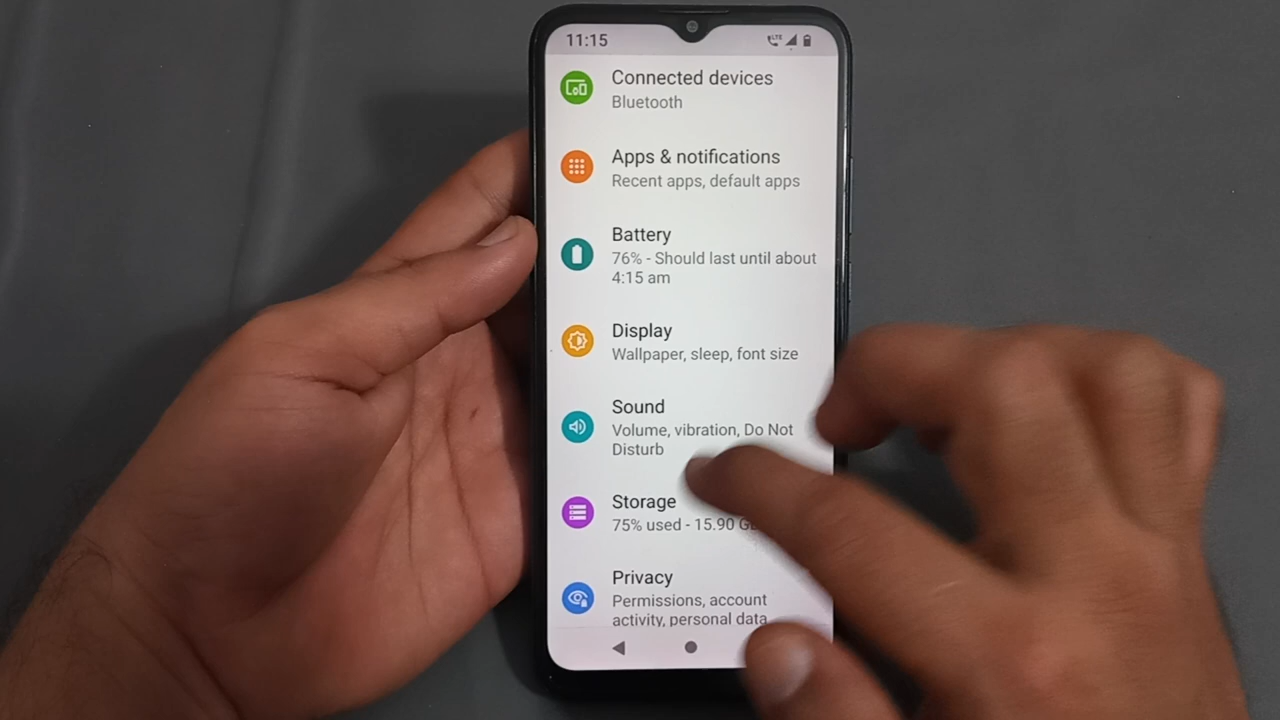 11:15
LTE
Connected devices
Bluetooth
Apps & notifications
Recent apps, default apps
Battery
76% - Should last until about
4:15 am
Display
Wallpaper, sleep, font size
Sound
Volume, vibration, Do Not
Disturb
Storage
75% used - 15.90 G
Privacy
Permissions, account
activity, personal data